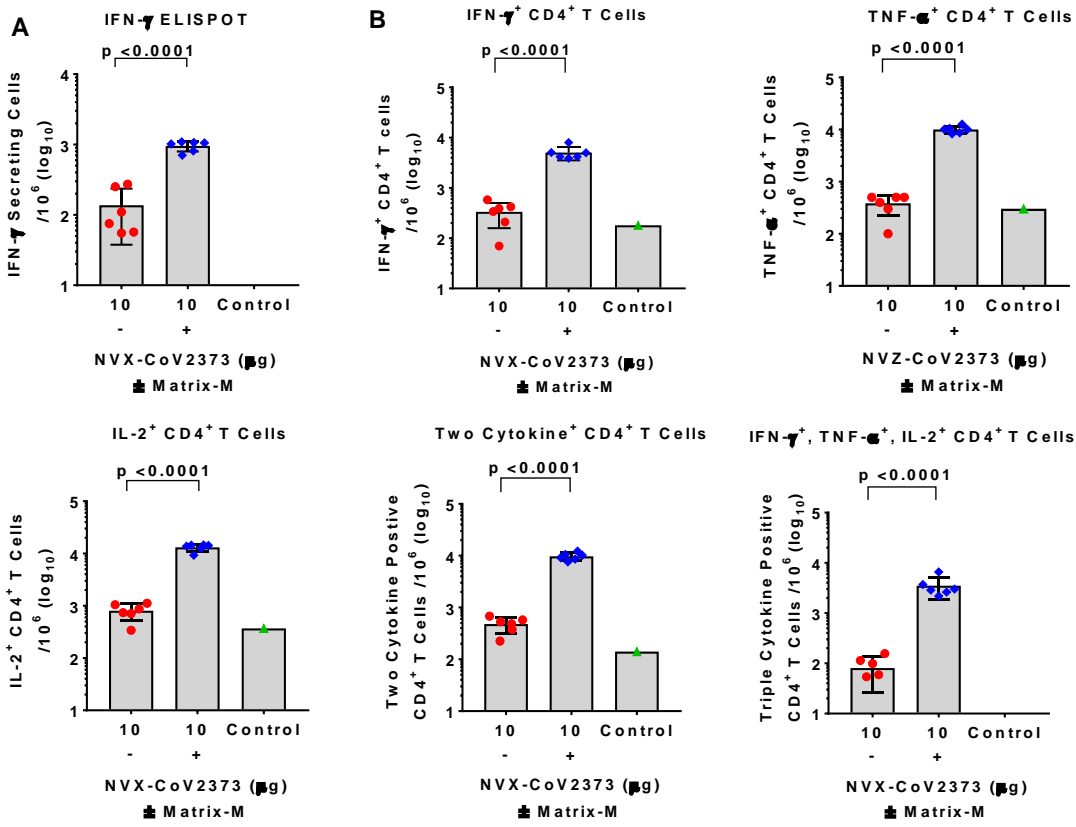 A
IFN-γ ELISPOT
p <0.0001
IFN-γ Secreting Cells
/10⁶ (log₁₀)
4
3
2
1
10 10 Control
- +
NVX-CoV2373 (μg)
± Matrix-M
B
IFN-γ⁺ CD4⁺ T Cells
p <0.0001
IFN-γ⁺ CD4⁺ T cells
/10⁶ (log₁₀)
5
4
3
2
1
10 10 Control
- +
NVX-CoV2373 (μg)
± Matrix-M
TNF-α⁺ CD4⁺ T Cells
p <0.0001
TNF-α⁺ CD4⁺ T Cells
/10⁶ (log₁₀)
5
4
3
2
1
10 10 Control
- +
NVZ-CoV2373 (μg)
± Matrix-M
IL-2⁺ CD4⁺ T Cells
p <0.0001
IL-2⁺ CD4⁺ T Cells
/10⁶ (log₁₀)
5
4
3
2
1
10 10 Control
- +
NVX-CoV2373 (μg)
± Matrix-M
Two Cytokine⁺ CD4⁺ T Cells
p <0.0001
Two Cytokine Postive
CD4⁺ T Cells /10⁶ (log₁₀)
5
4
3
2
1
10 10 Control
- +
NVX-CoV2373 (μg)
± Matrix-M
IFN-γ⁺, TNF-α⁺, IL-2⁺ CD4⁺ T Cells
p <0.0001
Triple Cytokine Positive
CD4⁺ T Cells /10⁶ (log₁₀)
5
4
3
2
1
10 10 Control
- +
NVX-CoV2373 (μg)
± Matrix-M